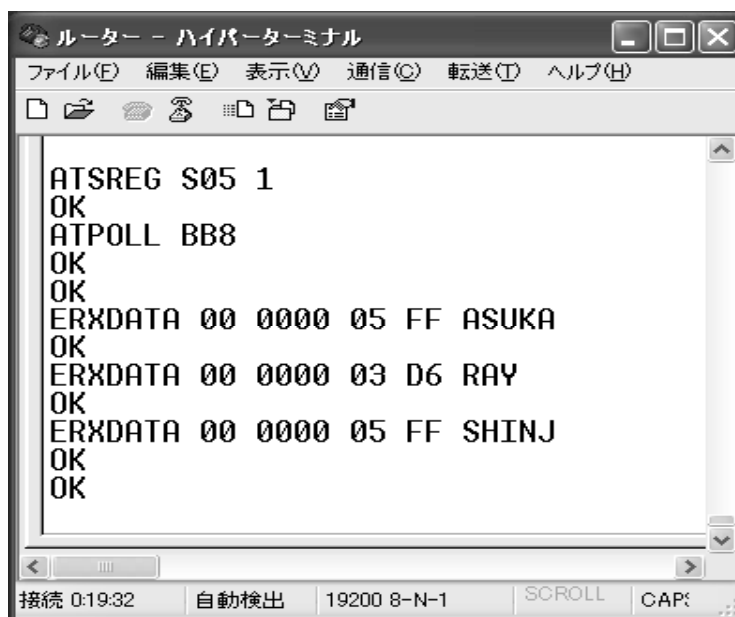 ルーター - ハイパーターミナル
ファイル(F) 編集(E) 表示(V) 通信(C) 転送(T) ヘルプ(H)
ATSREG S05 1
OK
ATPOLL BB8
OK
OK
ERXDATA 00 0000 05 FF ASUKA
OK
ERXDATA 00 0000 03 D6 RAY
OK
ERXDATA 00 0000 05 FF SHINJ
OK
OK
接続 0:19:32 自動検出 19200 8-N-1 SCROLL CAPS